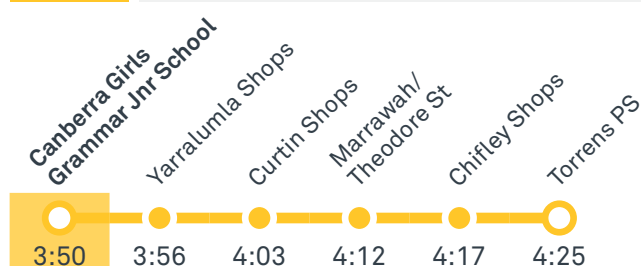 Canberra Girls
Grammar Jnr School
Yarralumla Shops
Curtin Shops
Marrawah/
Theodore St
Chifley Shops
Torrens PS
3:50 3:56 4:03 4:12 4:17 4:25